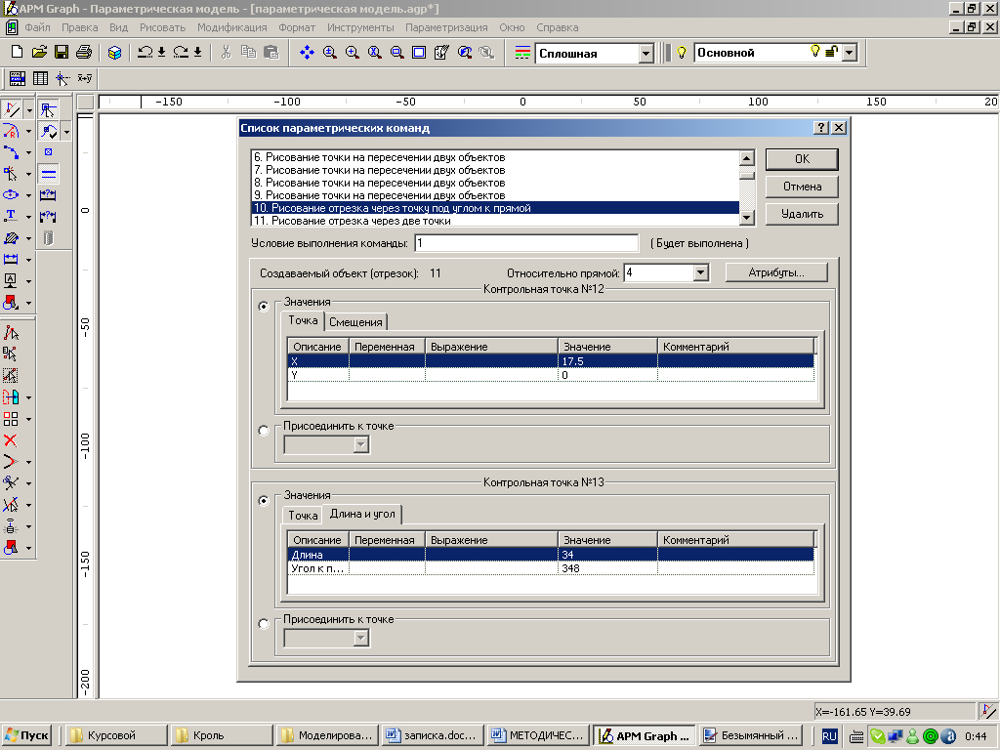 APM Graph - Параметрическая модель - [параметрическая модель.agp*]
Файл Правка Вид Рисовать Модификация Формат Инструменты Параметризация Окно Справка
Сплошная Основной
x+y
-150 -100 -50 0 50 100 150 20
0
-50
-100
-150
-200
Список параметрических команд
6. Рисование точки на пересечении двух объектов
7. Рисование точки на пересечении двух объектов
8. Рисование точки на пересечении двух объектов
9. Рисование точки на пересечении двух объектов
10. Рисование отрезка через точку под углом к прямой
11. Рисование отрезка через две точки
OK
Отмена
Удалить
Условие выполнения команды: 1 ( Будет выполнена )
Создаваемый объект (отрезок): 11 Относительно прямой: 4 Атрибуты...
Контрольная точка №12
Значения
Точка Смещения
Описание Переменная Выражение Значение Комментарий
X 17.5
Y 0
Присоединить к точке
Контрольная точка №13
Значения
Точка Длина и угол
Описание Переменная Выражение Значение Комментарий
Длина 34
Угол к п... 348
Присоединить к точке
X=-161.65 Y=39.69
Пуск Курсовой Кроль Моделирова... записка.doc... МЕТОДИЧЕС... APM Graph ... Безымянный ... RU 0:44